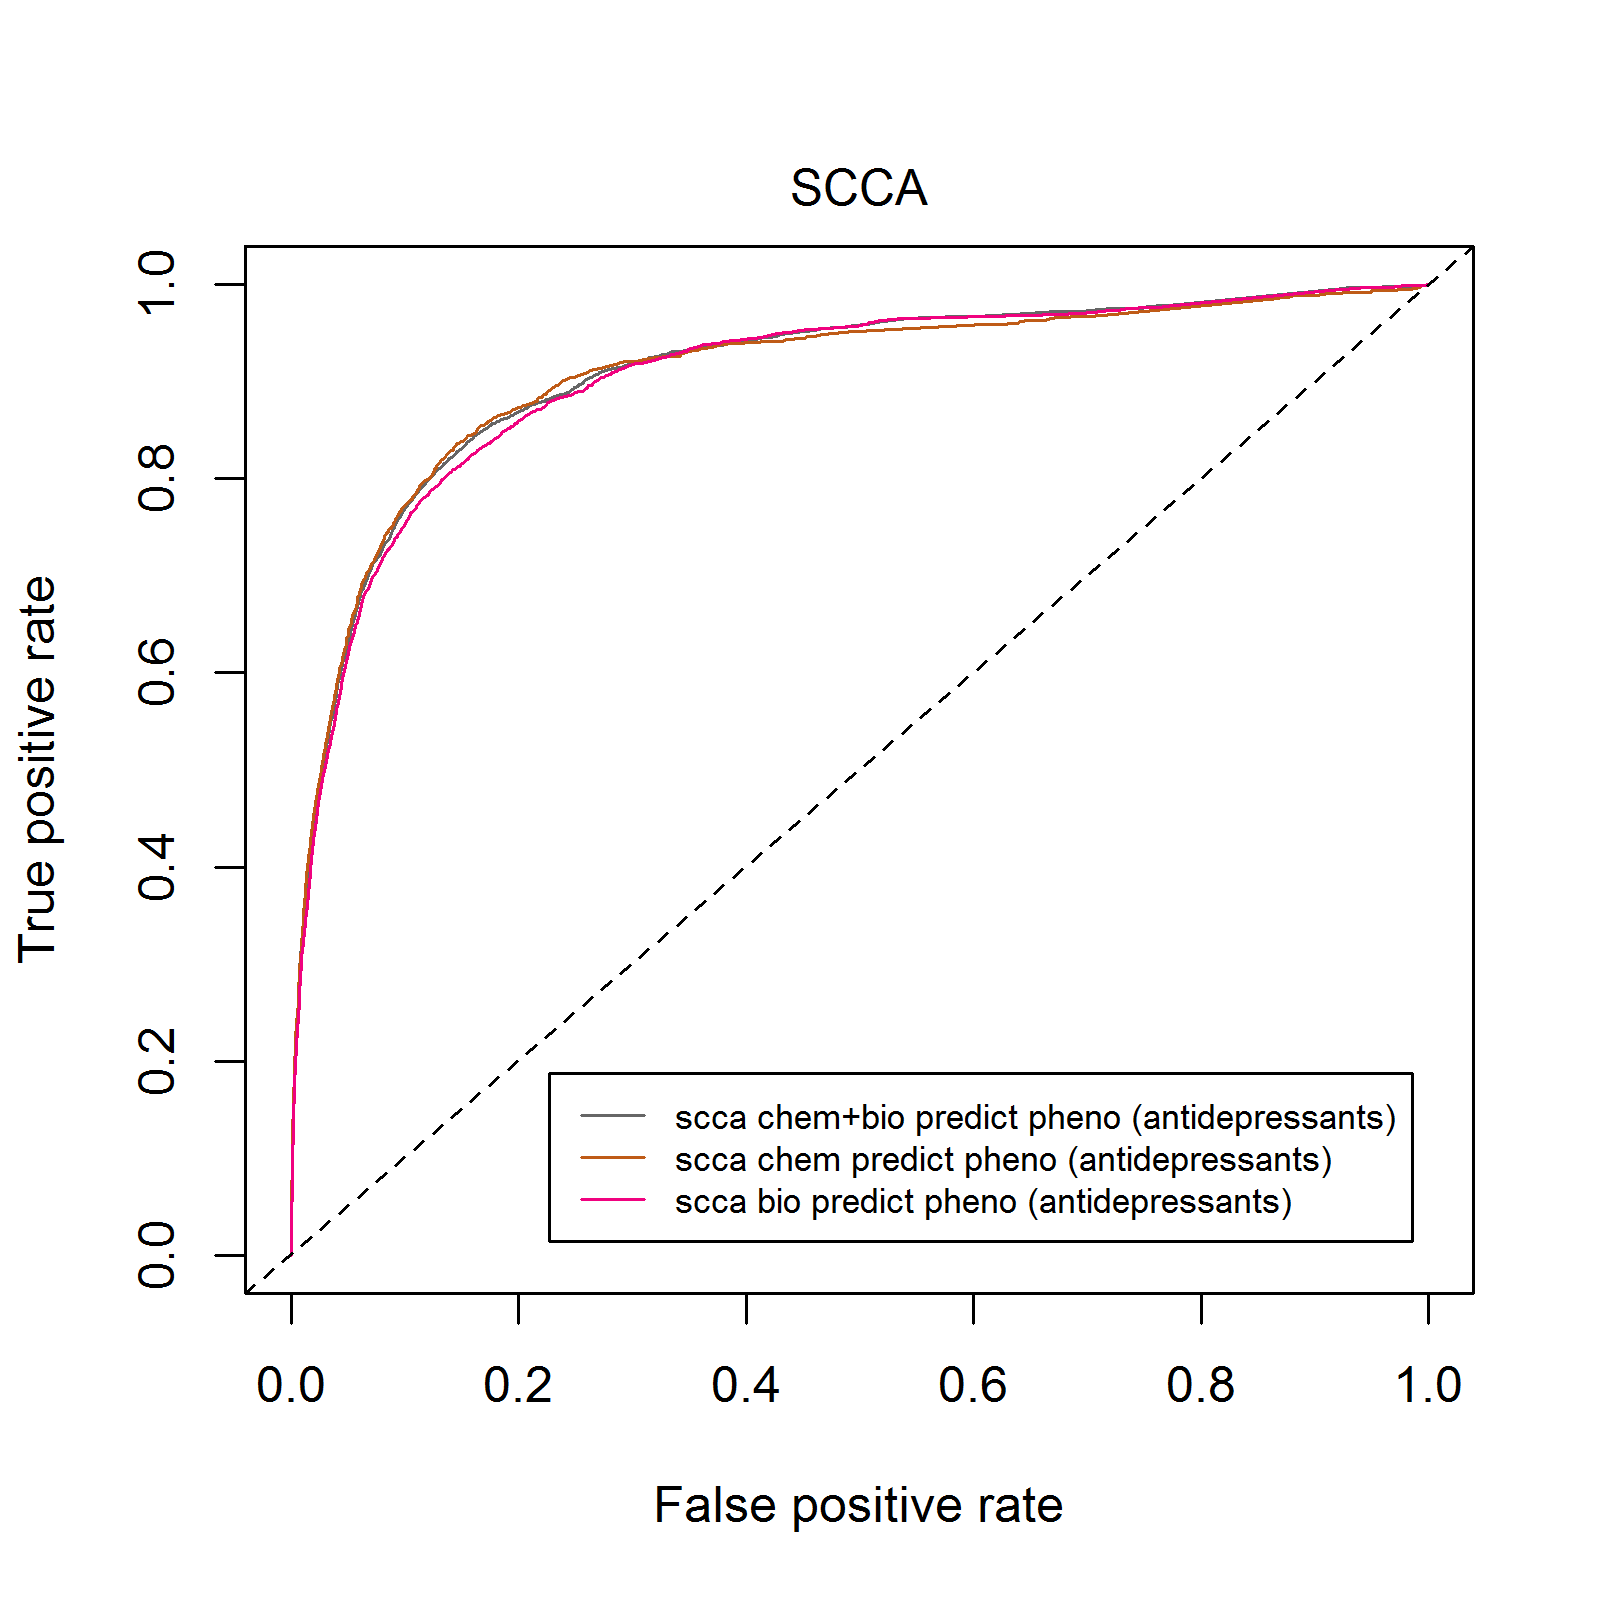 SCCA
True positive rate
1.0
0.8
0.6
0.4
0.2
0.0
scca chem+bio predict pheno (antidepressants)
scca chem predict pheno (antidepressants)
scca bio predict pheno (antidepressants)
0.0 0.2 0.4 0.6 0.8 1.0
False positive rate